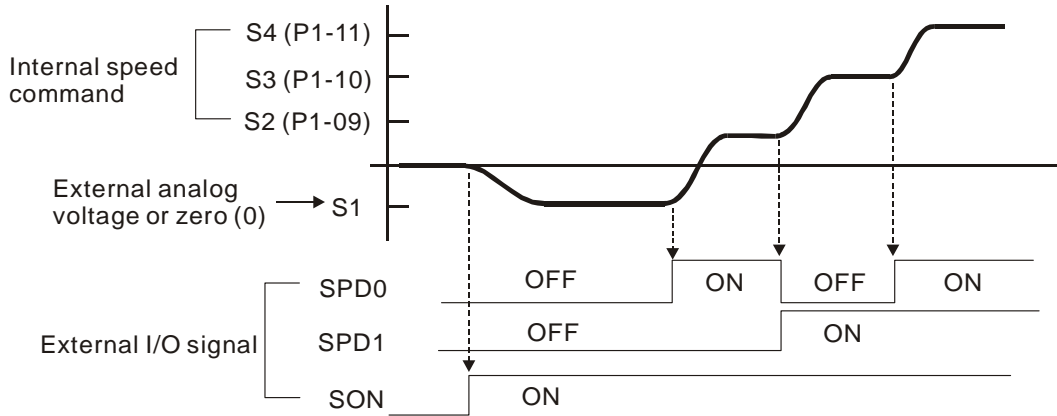 S4 (P1-11)
Internal speed
command
S3 (P1-10)
S2 (P1-09)
External analog
voltage or zero (0)
S1
SPD0 OFF ON OFF ON
External I/O signal
SPD1 OFF ON
SON ON